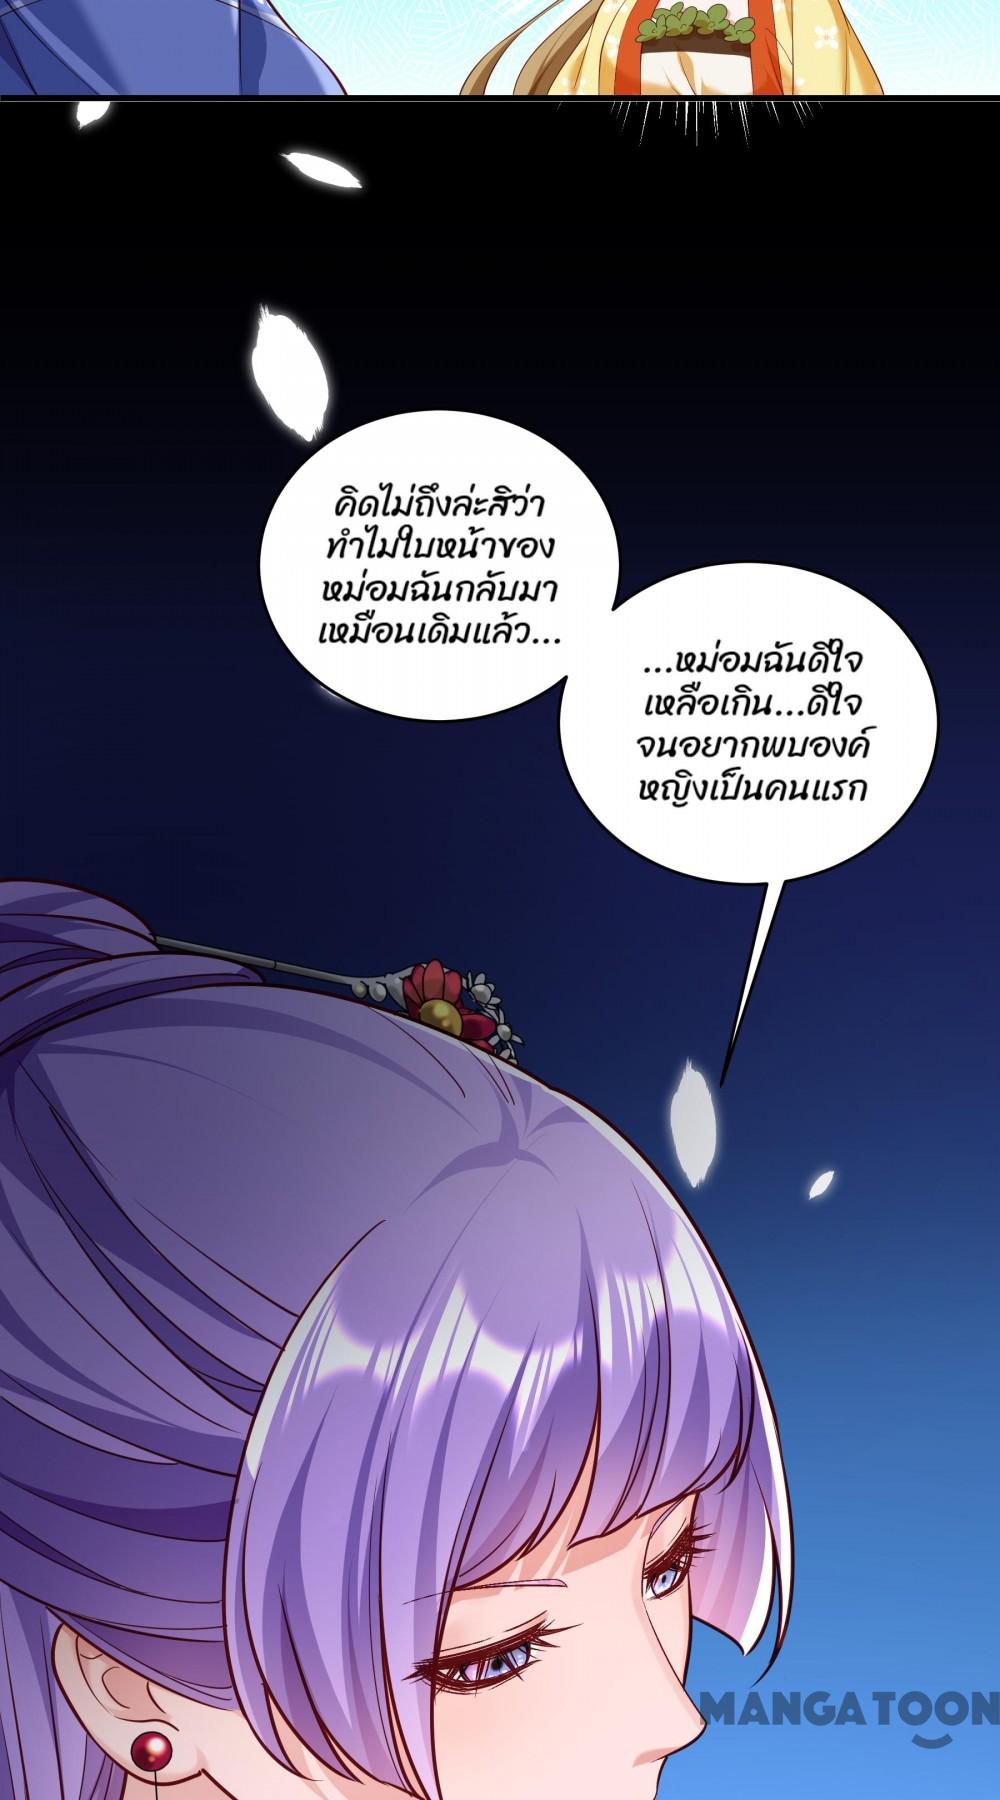 คิดไม่ถึงล่ะสิว่า
ทำไมใบหน้าของ
หม่อมฉันกลับมา
เหมือนเดิมแล้ว...
...หม่อมฉันดีใจ
เหลือเกิน...ดีใจ
จนอยากพบองค์
หญิงเป็นคนแรก
MANGATOON